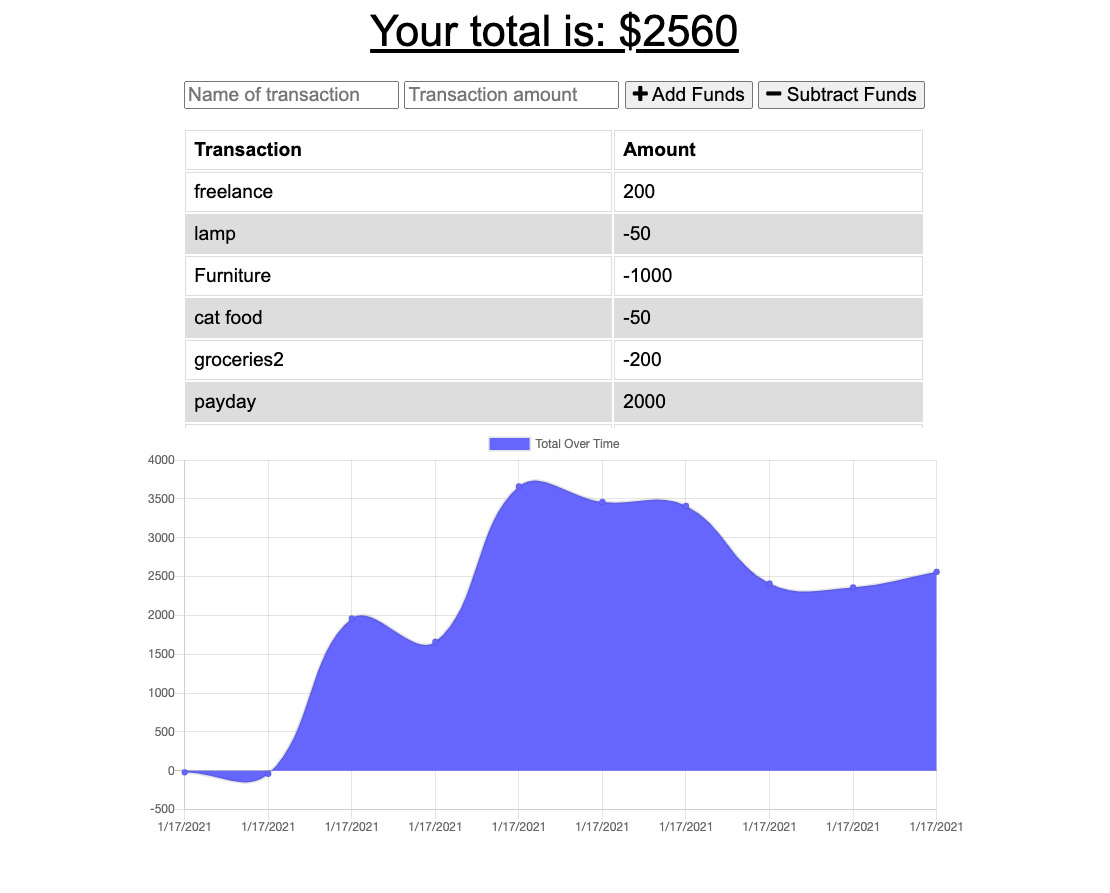 Your total is: $2560
Name of transaction Transaction amount Add Funds Subtract Funds
Transaction Amount
freelance 200
lamp -50
Furniture -1000
cat food -50
groceries2 -200
payday 2000
Total Over Time
4000
3500
3000
2500
2000
1500
1000
500
0
-500
1/17/2021 1/17/2021 1/17/2021 1/17/2021 1/17/2021 1/17/2021 1/17/2021 1/17/2021 1/17/2021 1/17/2021